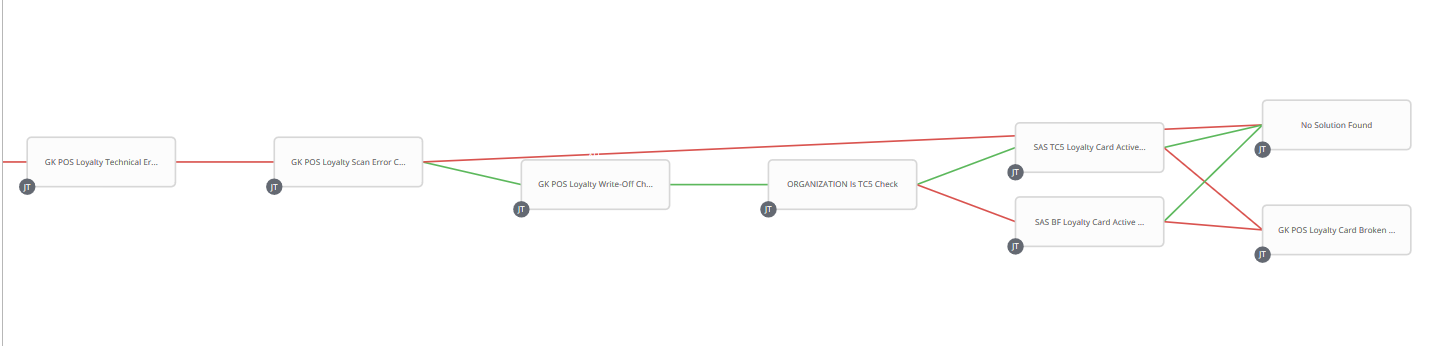 GK POS Loyalty Technical Er...
JT
GK POS Loyalty Scan Error C...
JT
GK POS Loyalty Write-Off Ch...
JT
ORGANIZATION Is TC5 Check
JT
SAS TC5 Loyalty Card Active...
JT
SAS BF Loyalty Card Active ...
JT
No Solution Found
JT
GK POS Loyalty Card Broken ...
JT